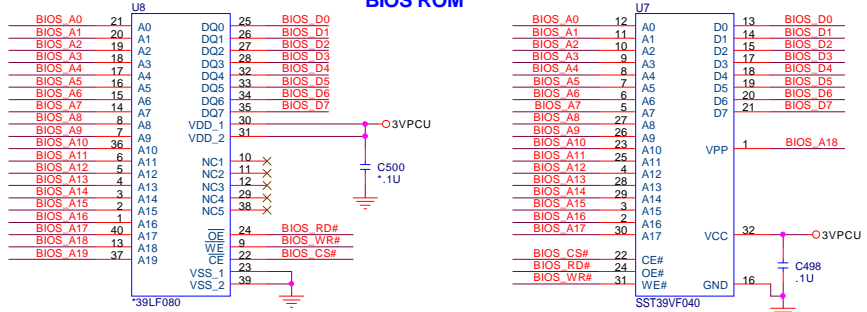 BIOS ROM
U8
BIOS_A0 21 A0 DQ0 25 BIOS_D0
BIOS_A1 20 A1 DQ1 26 BIOS_D1
BIOS_A2 19 A2 DQ2 27 BIOS_D2
BIOS_A3 18 A3 DQ3 28 BIOS_D3
BIOS_A4 17 A4 DQ4 32 BIOS_D4
BIOS_A5 16 A5 DQ5 33 BIOS_D5
BIOS_A6 15 A6 DQ6 34 BIOS_D6
BIOS_A7 14 A7 DQ7 35 BIOS_D7
BIOS_A8 8 A8 VDD_1 30 3VPCU
BIOS_A9 7 A9 VDD_2 31
BIOS_A10 36 A10
BIOS_A11 6 A11 NC1 10
BIOS_A12 5 A12 NC2 11
BIOS_A13 4 A13 NC3 12
BIOS_A14 3 A14 NC4 29
BIOS_A15 2 A15 NC5 38
BIOS_A16 1 A16
BIOS_A17 40 A17 OE 24 BIOS_RD#
BIOS_A18 13 A18 WE 9 BIOS_WR#
BIOS_A19 37 A19 CE 22 BIOS_CS#
VSS_1 23
VSS_2 39
*39LF080
C500
*.1U
U7
BIOS_A0 12 A0 D0 13 BIOS_D0
BIOS_A1 11 A1 D1 14 BIOS_D1
BIOS_A2 10 A2 D2 15 BIOS_D2
BIOS_A3 9 A3 D3 17 BIOS_D3
BIOS_A4 8 A4 D4 18 BIOS_D4
BIOS_A5 7 A5 D5 19 BIOS_D5
BIOS_A6 6 A6 D6 20 BIOS_D6
BIOS_A7 5 A7 D7 21 BIOS_D7
BIOS_A8 27 A8
BIOS_A9 26 A9
BIOS_A10 23 A10 VPP 1 BIOS_A18
BIOS_A11 25 A11
BIOS_A12 4 A12
BIOS_A13 28 A13
BIOS_A14 29 A14
BIOS_A15 3 A15
BIOS_A16 2 A16
BIOS_A17 30 A17 VCC 32 3VPCU
BIOS_CS# 22 CE#
BIOS_RD# 24 OE#
BIOS_WR# 31 WE# GND 16
SST39VF040
C498
.1U